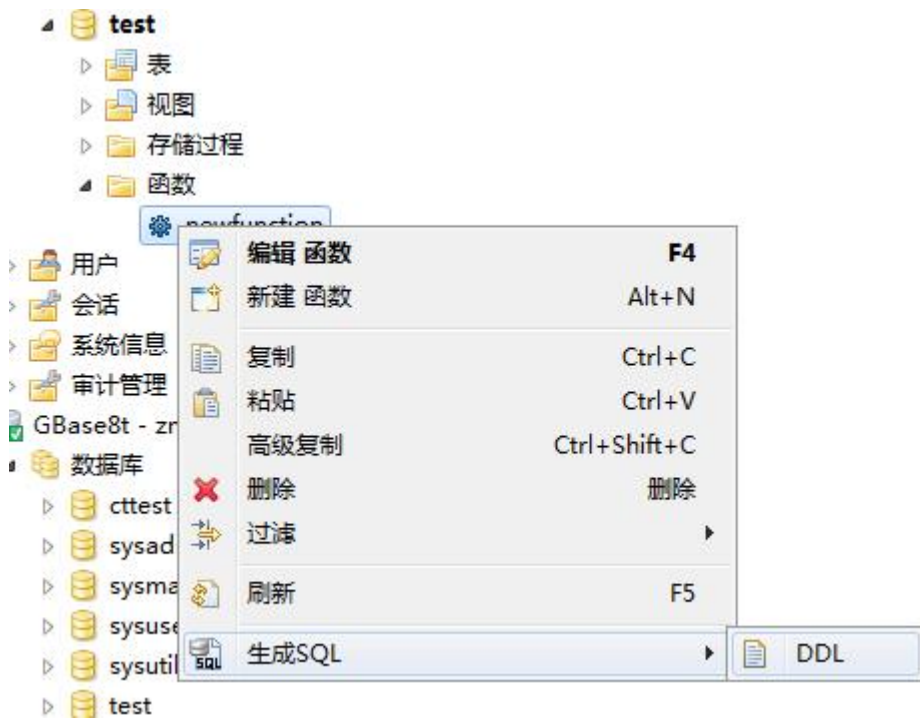 test
表
视图
存储过程
函数
newfunction
用户
会话
系统信息
审计管理
GBase8t - zr
数据库
cttest
sysad
sysma
sysuse
sysutil
test
编辑 函数 F4
新建 函数 Alt+N
复制 Ctrl+C
粘贴 Ctrl+V
高级复制 Ctrl+Shift+C
删除 删除
过滤
刷新 F5
SQL 生成SQL
DDL